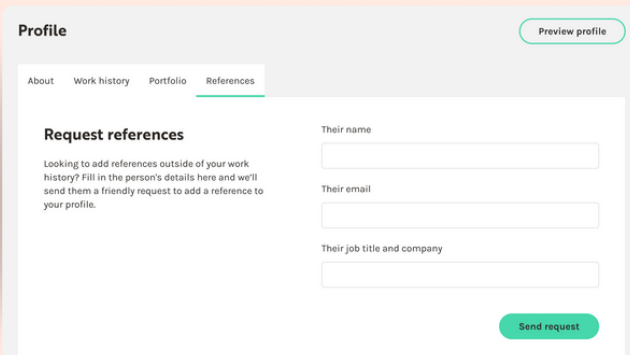 Profile
Preview profile
About
Work history
Portfolio
References
Request references
Looking to add references outside of your work
history? Fill in the person's details here and we'll
send them a friendly request to add a reference to
your profile.
Their name
Their email
Their job title and company
Send request